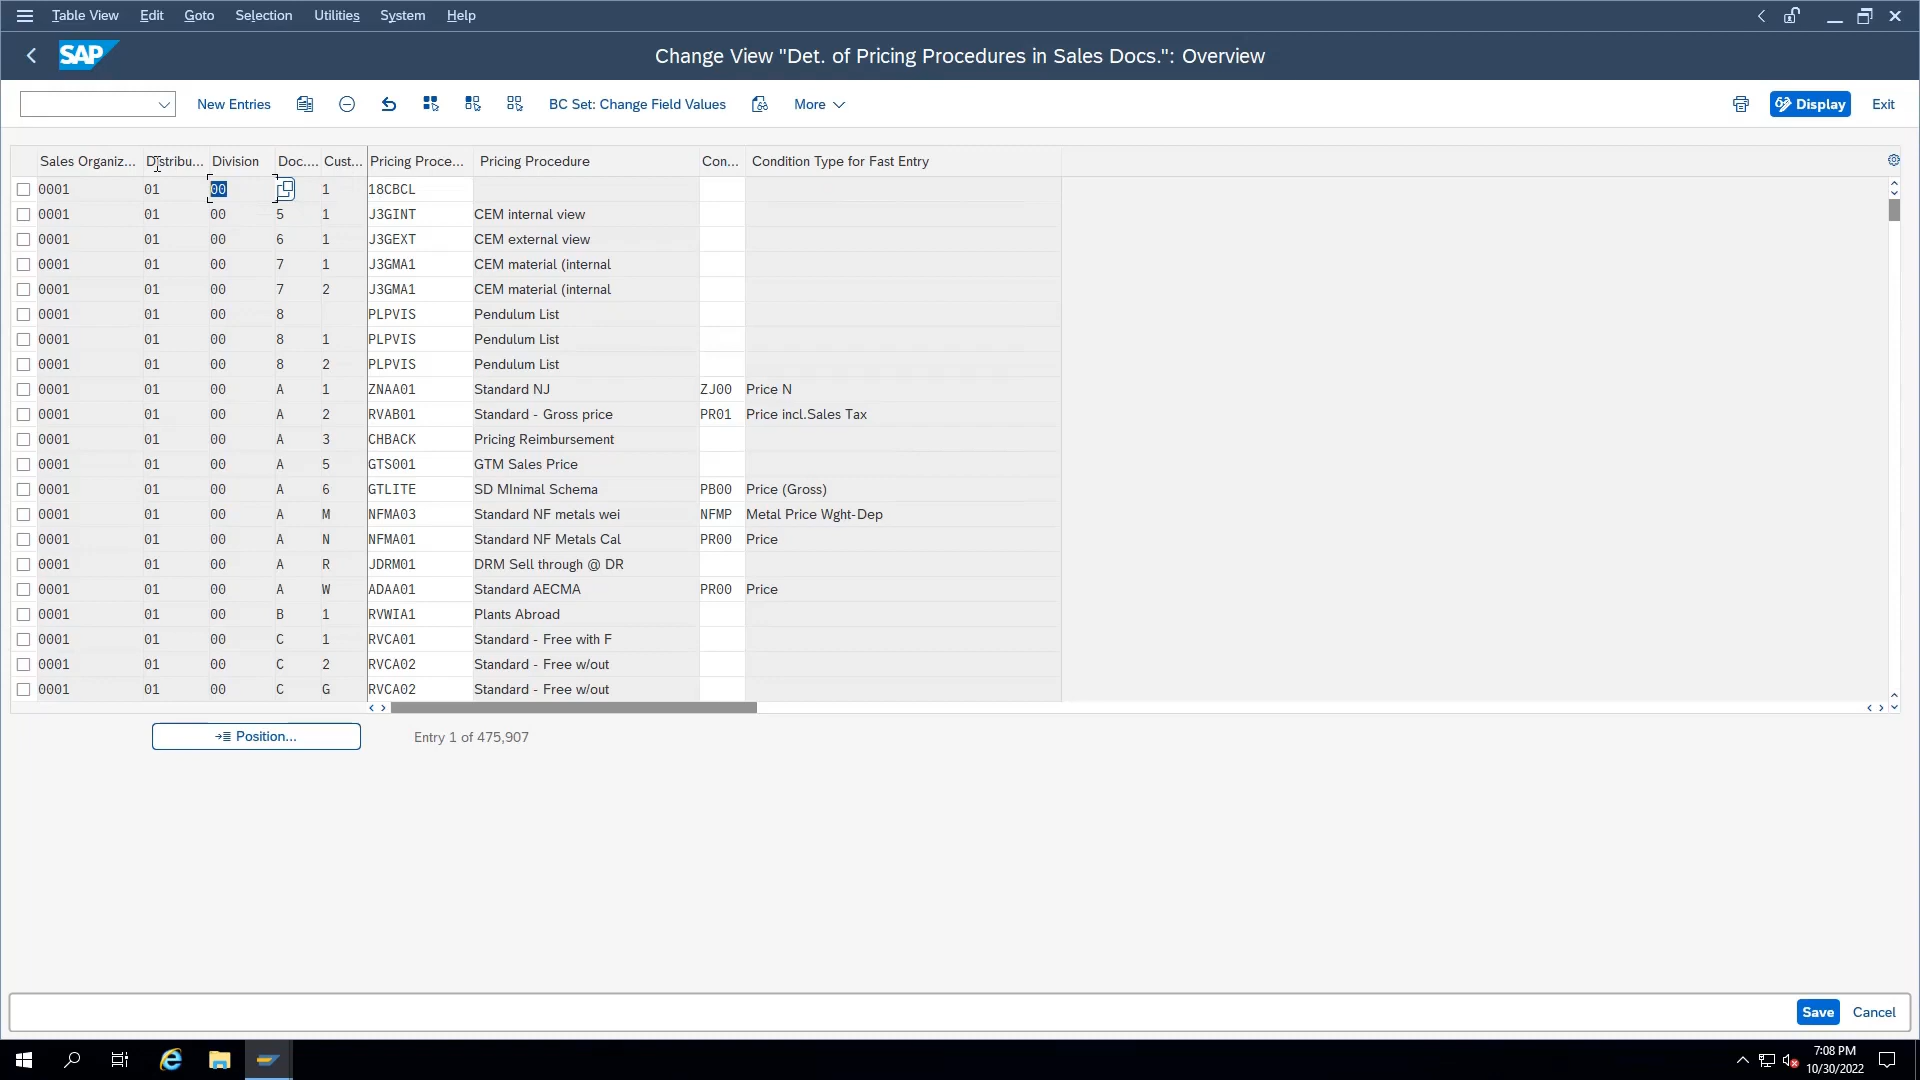 Table View Edit Goto Selection Utilities System Help
SAP Change View "Det. of Pricing Procedures in Sales Docs.": Overview
New Entries BC Set: Change Field Values More Display Exit
Sales Organiz... Distribu... Division Doc.... Cust... Pricing Proce... Pricing Procedure Con... Condition Type for Fast Entry
0001 01 00 1 18CBCL
0001 01 00 5 1 J3GINT CEM internal view
0001 01 00 6 1 J3GEXT CEM external view
0001 01 00 7 1 J3GMA1 CEM material (internal
0001 01 00 7 2 J3GMA1 CEM material (internal
0001 01 00 8 PLPVIS Pendulum List
0001 01 00 8 1 PLPVIS Pendulum List
0001 01 00 8 2 PLPVIS Pendulum List
0001 01 00 A 1 ZNAA01 Standard NJ ZJ00 Price N
0001 01 00 A 2 RVAB01 Standard - Gross price PR01 Price incl.Sales Tax
0001 01 00 A 3 CHBACK Pricing Reimbursement
0001 01 00 A 5 GTS001 GTM Sales Price
0001 01 00 A 6 GTLITE SD MInimal Schema PB00 Price (Gross)
0001 01 00 A M NFMA03 Standard NF metals wei NFMP Metal Price Wght-Dep
0001 01 00 A N NFMA01 Standard NF Metals Cal PR00 Price
0001 01 00 A R JDRM01 DRM Sell through @ DR
0001 01 00 A W ADAA01 Standard AECMA PR00 Price
0001 01 00 B 1 RVWIA1 Plants Abroad
0001 01 00 C 1 RVCA01 Standard - Free with F
0001 01 00 C 2 RVCA02 Standard - Free w/out
0001 01 00 C G RVCA02 Standard - Free w/out
Position... Entry 1 of 475,907
Save Cancel
7:08 PM
10/30/2022